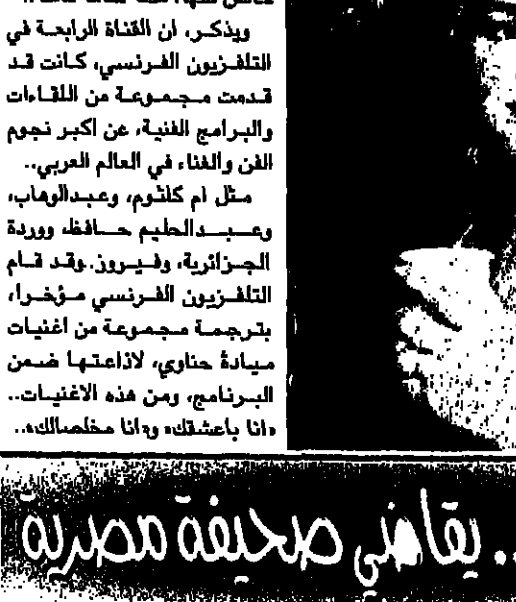 ويذكر، ان القناة الرابعة في
التلفزيون الفرنسي، كانت قد
قدمت مجموعة من اللقاءات
والبرامج الفنية، عن اكبر نجوم
الفن والغناء في العالم العربي..
مثل ام كلثوم، وعبدالوهاب،
وعبدالحليم حافظ، ووردة
الجزائرية، وفيروز. وقد قام
التلفزيون الفرنسي مؤخرا،
بترجمة مجموعة من اغنيات
ميادة حناوي، لاذاعتها ضمن
البرنامج، ومن هذه الاغنيات..
«انا باعشقك» و«انا مخلصالك»..
.. يقاضي صحيفة مصرية